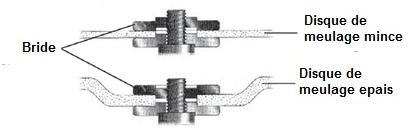 Disque de
meulage mince
Bride
Disque de
meulage epais